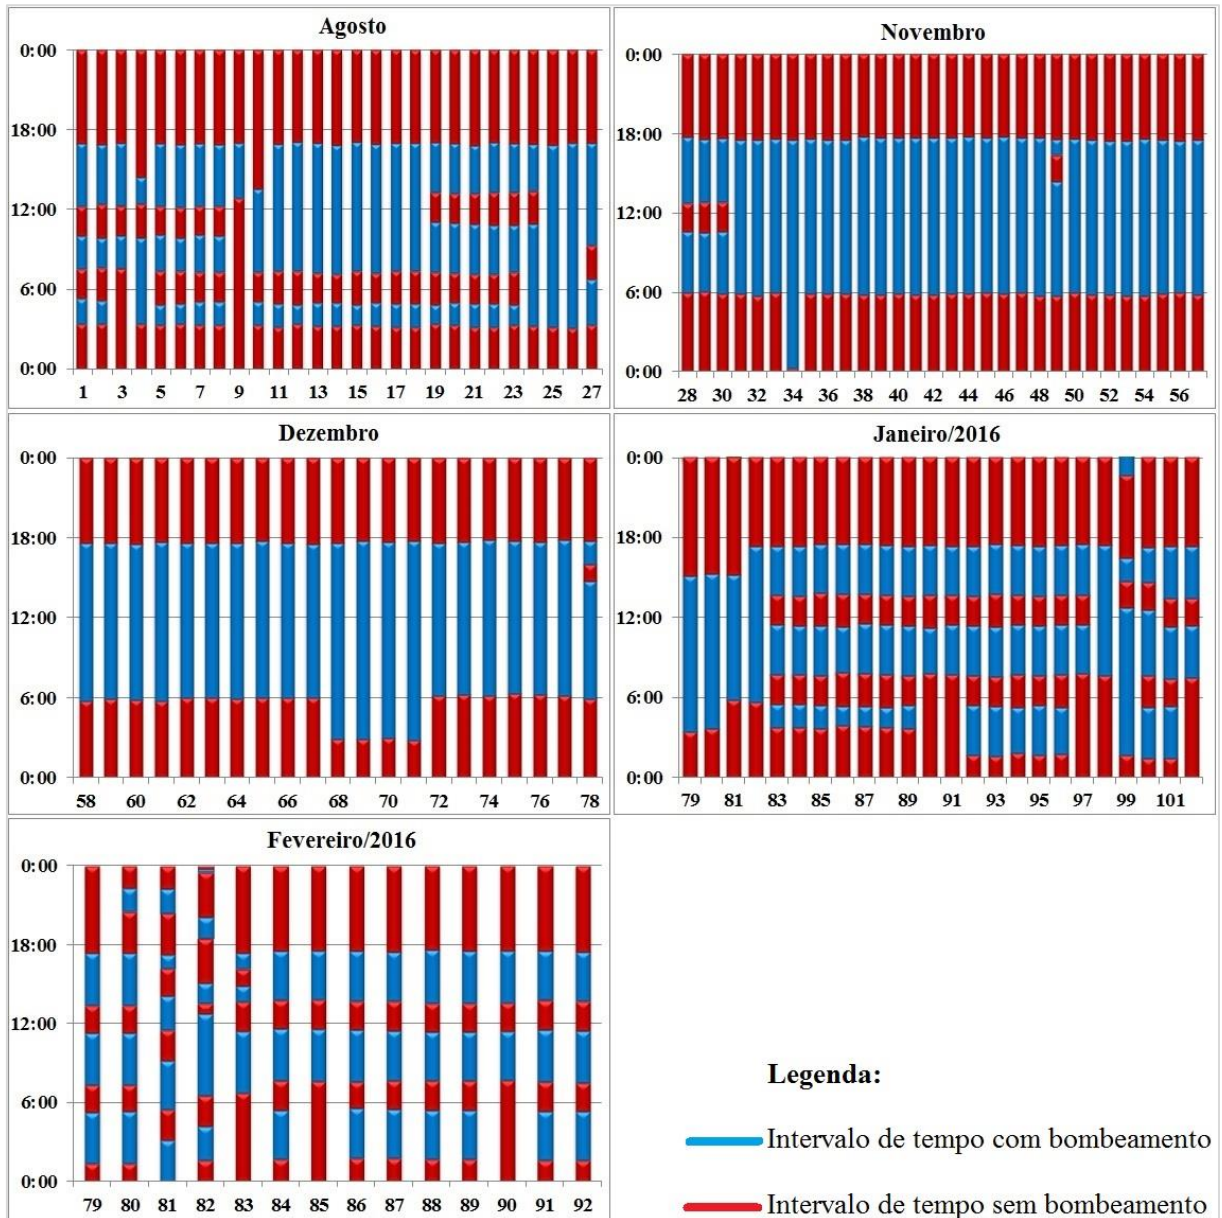 Agosto
0:00
18:00
12:00
6:00
0:00
1 3 5 7 9 11 13 15 17 19 21 23 25 27
Novembro
0:00
18:00
12:00
6:00
0:00
28 30 32 34 36 38 40 42 44 46 48 50 52 54 56
Dezembro
0:00
18:00
12:00
6:00
0:00
58 60 62 64 66 68 70 72 74 76 78
Janeiro/2016
0:00
18:00
12:00
6:00
0:00
79 81 83 85 87 89 91 93 95 97 99 101
Fevereiro/2016
0:00
18:00
12:00
6:00
0:00
79 80 81 82 83 84 85 86 87 88 89 90 91 92
Legenda:
Intervalo de tempo com bombeamento
Intervalo de tempo sem bombeamento